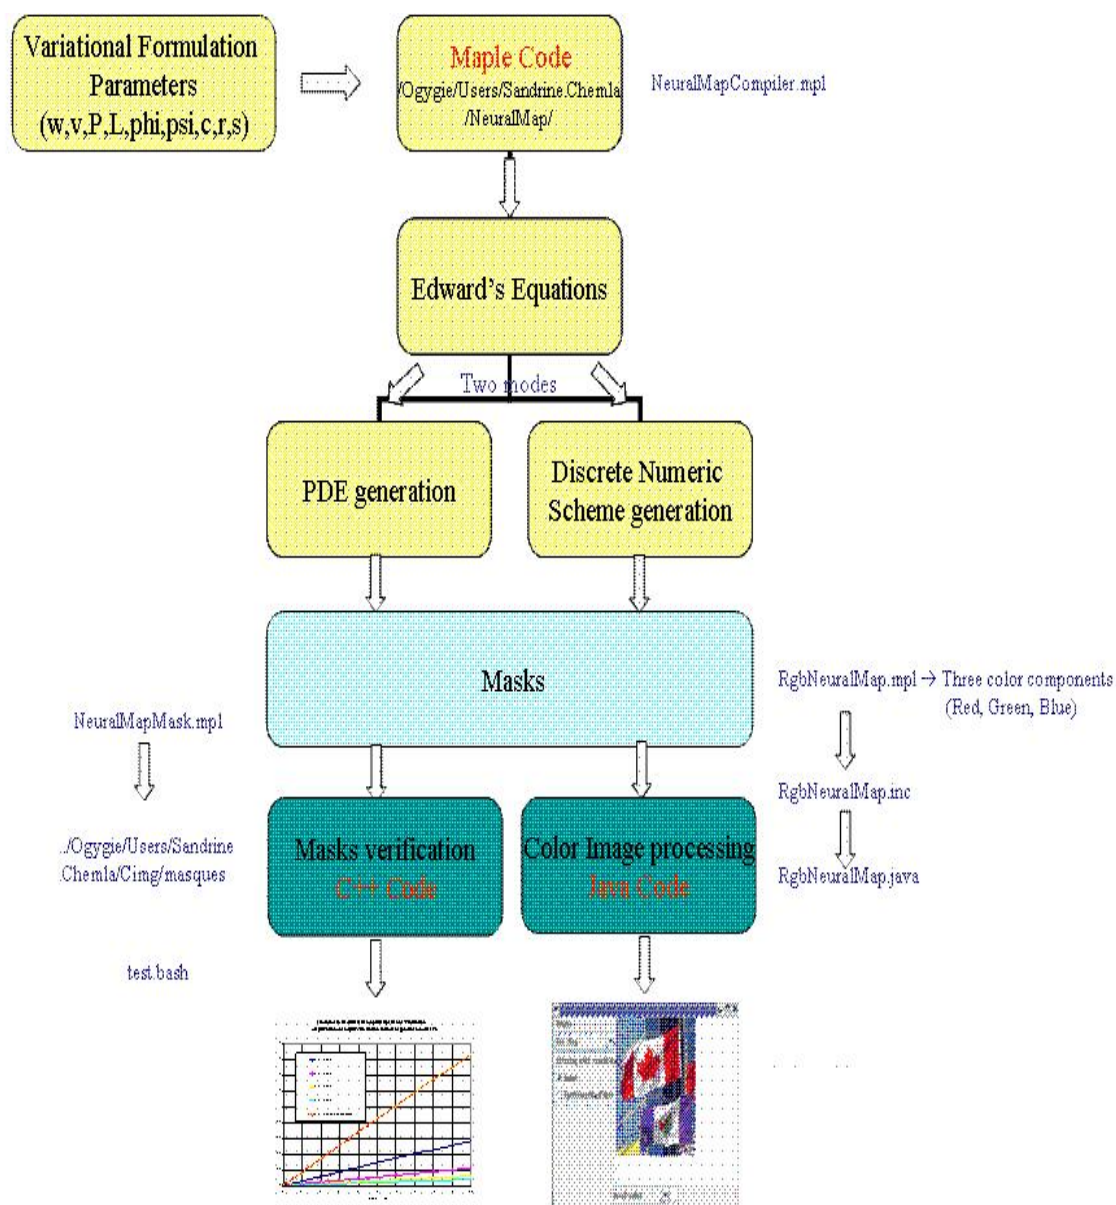 Variational Formulation
Parameters
(w,v,P,L,phi,psi,c,r,s)
Maple Code
/Ogygie/Users/Sandrine.Chemla
/NeuralMap/
NeuralMapCompiler.mpl
Edward's Equations
Two modes
PDE generation
Discrete Numeric
Scheme generation
Masks
RgbNeuralMap.mpl → Three color components
(Red, Green, Blue)
NeuralMapMask.mpl
RgbNeuralMap.inc
../Ogygie/Users/Sandrine
.Chemla/Cimg/masques
Masks verification
C++ Code
Color Image processing
Java Code
RgbNeuralMap.java
test.bash